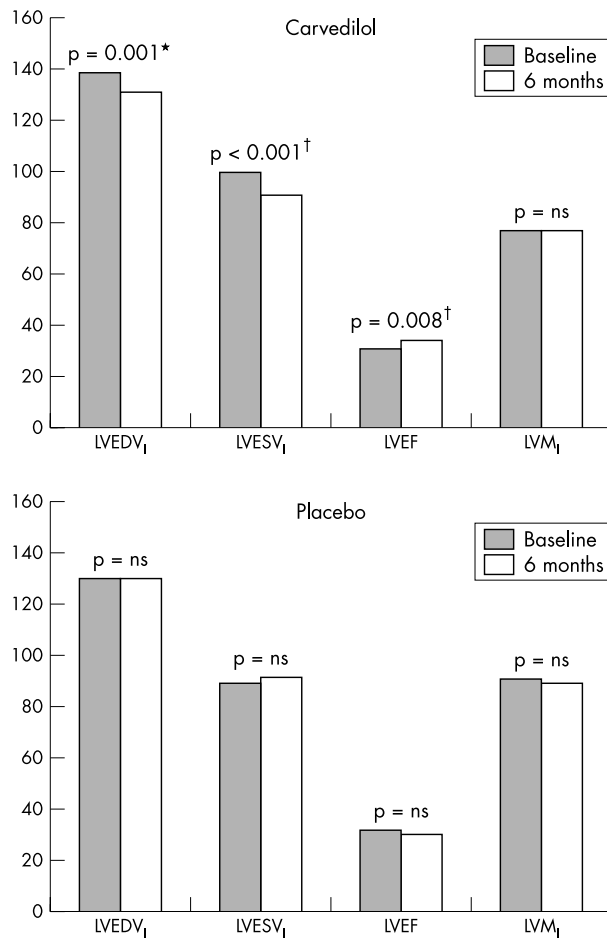 Carvedilol
160
140
120
100
80
60
40
20
0
p = 0.001*
p < 0.001†
p = 0.008†
p = ns
Baseline
6 months
LVEDVI
LVESVI
LVEF
LVMI
Placebo
160
140
120
100
80
60
40
20
0
p = ns
p = ns
p = ns
p = ns
Baseline
6 months
LVEDVI
LVESVI
LVEF
LVMI